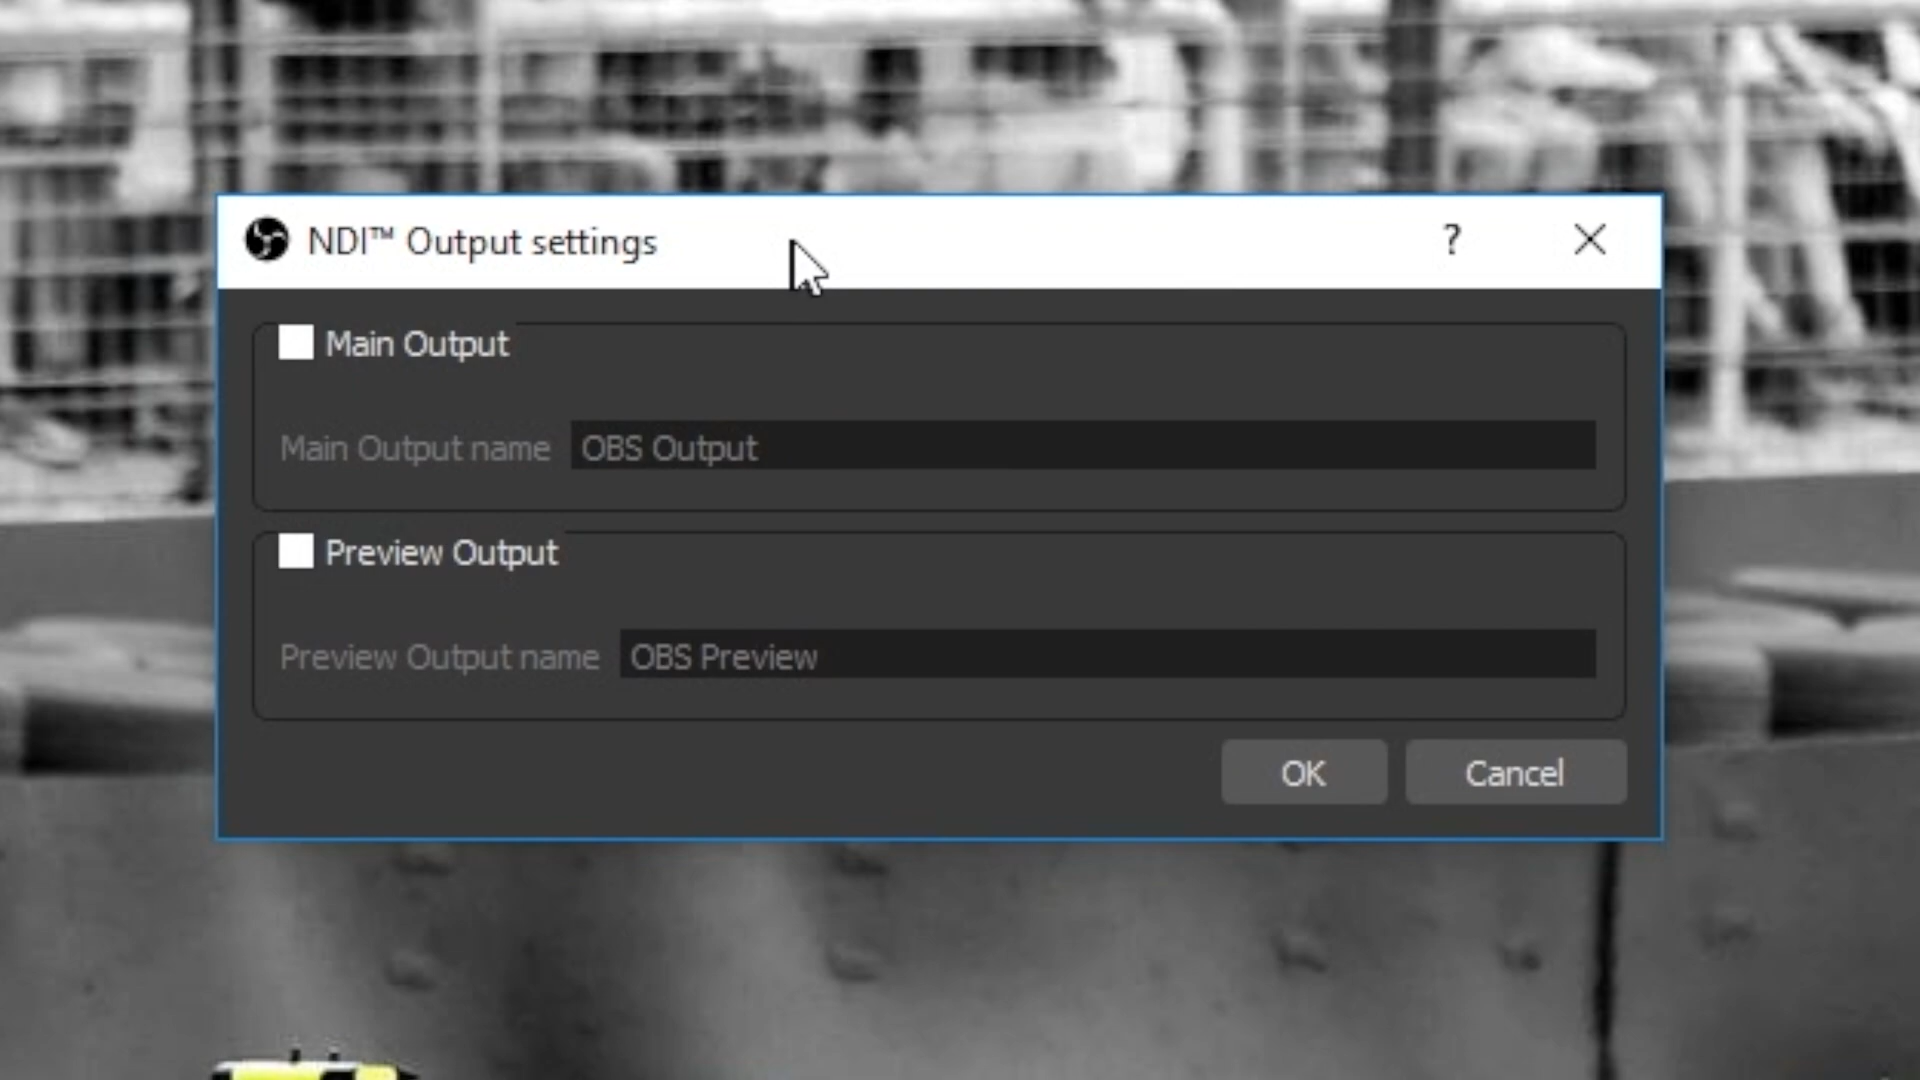 NDI™ Output settings
?
Main Output
Main Output name OBS Output
Preview Output
Preview Output name OBS Preview
OK Cancel